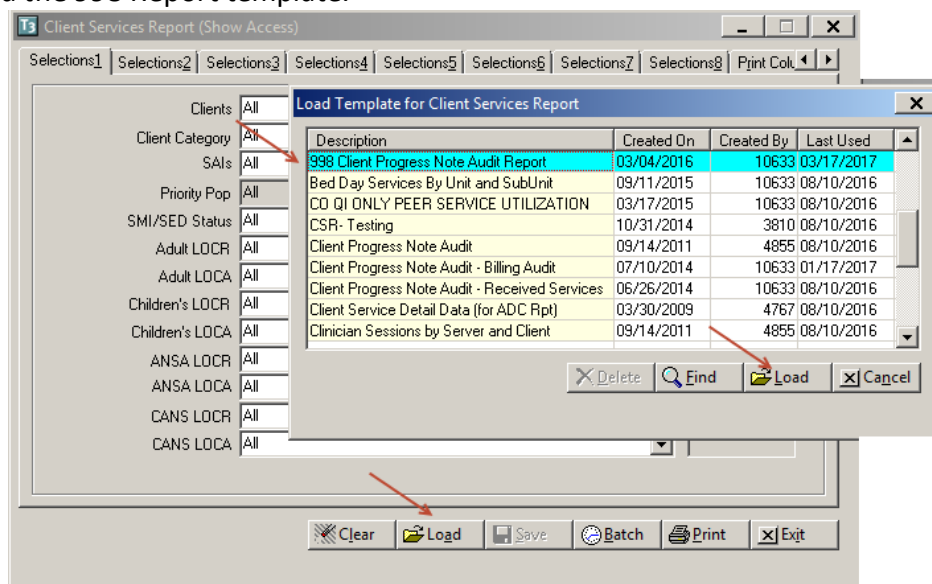 the 998 Report template.
T3 Client Services Report (Show Access)
Selections1 Selections2 Selections3 Selections4 Selections5 Selections6 Selections7 Selections8 Print Colu
Clients All
Client Category All
SAIs All
Priority Pop All
SMI/SED Status All
Adult LOCR All
Adult LOCA All
Children's LOCR All
Children's LOCA All
ANSA LOCR All
ANSA LOCA All
CANS LOCR All
CANS LOCA All
Load Template for Client Services Report
Description Created On Created By Last Used
998 Client Progress Note Audit Report 03/04/2016 10633 03/17/2017
Bed Day Services By Unit and SubUnit 09/11/2015 10633 08/10/2016
CO QI ONLY PEER SERVICE UTILIZATION 03/17/2015 10633 08/10/2016
CSR- Testing 10/31/2014 3810 08/10/2016
Client Progress Note Audit 09/14/2011 4855 08/10/2016
Client Progress Note Audit - Billing Audit 07/10/2014 10633 01/17/2017
Client Progress Note Audit - Received Services 06/26/2014 10633 08/10/2016
Client Service Detail Data (for ADC Rpt) 03/30/2009 4767 08/10/2016
Clinician Sessions by Server and Client 09/14/2011 4855 08/10/2016
Delete Find Load Cancel
Clear Load Save Batch Print Exit